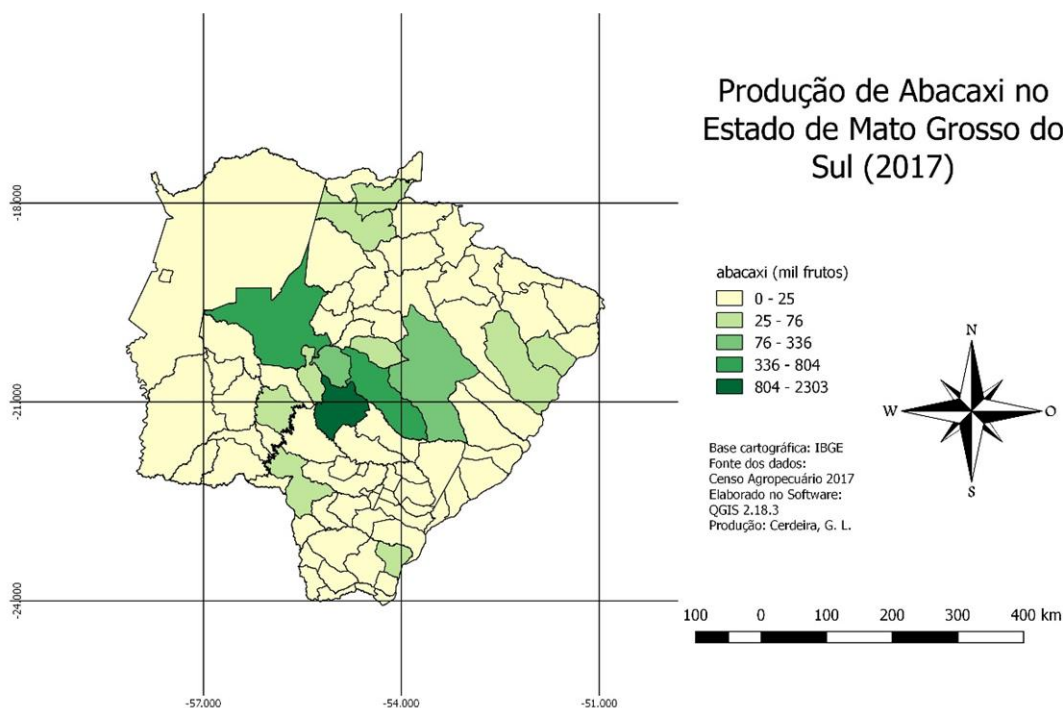 Produção de Abacaxi no
Estado de Mato Grosso do
Sul (2017)
-18.000
-21.000
-24.000
-57.000
-54.000
-51.000
abacaxi (mil frutos)
0 - 25
25 - 76
76 - 336
336 - 804
804 - 2303
N
W
O
S
Base cartográfica: IBGE
Fonte dos dados:
Censo Agropecuário 2017
Elaborado no Software:
QGIS 2.18.3
Produção: Cerdeira, G. L.
100 0 100 200 300 400 km